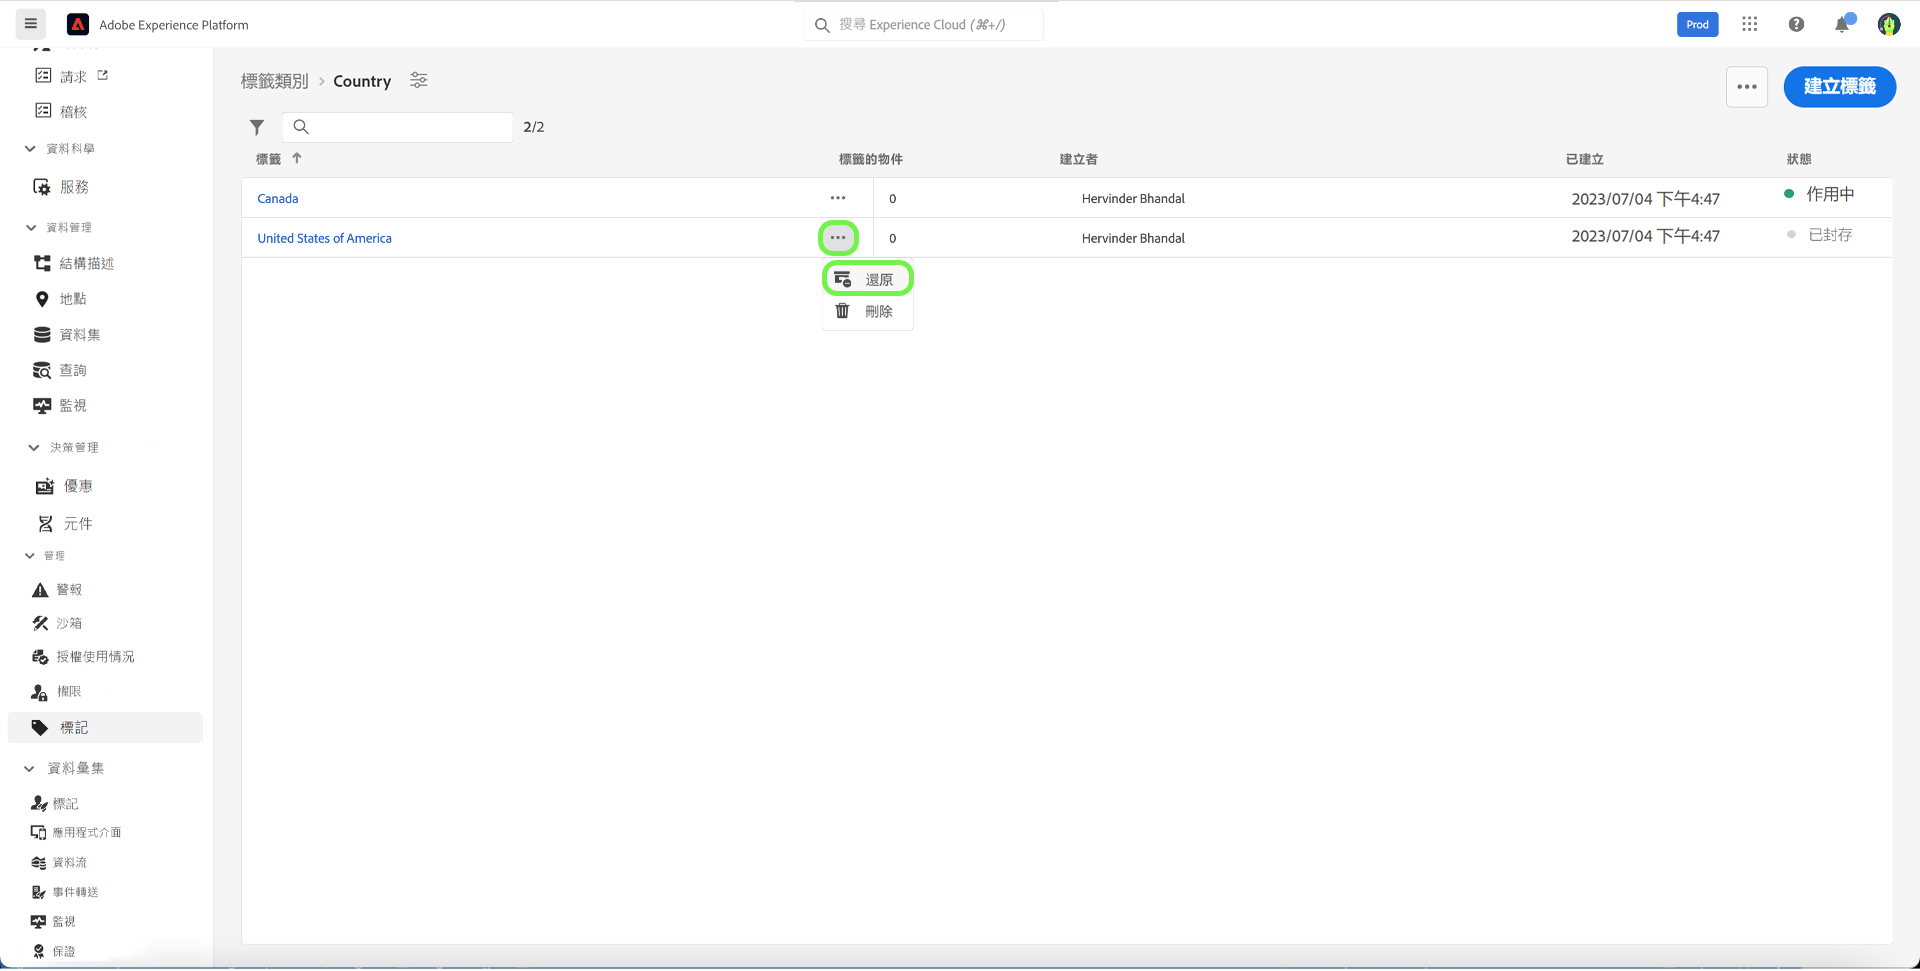 Adobe Experience Platform
搜尋 Experience Cloud (⌘+/)
Prod
請求
稽核
資料科學
服務
資料管理
結構描述
地點
資料集
查詢
監視
決策管理
優惠
元件
管理
警報
沙箱
授權使用情況
權限
標記
資料彙集
標記
應用程式介面
資料流
事件轉送
監視
保證
標籤類別 > Country
建立標籤
2/2
標籤 標籤的物件 建立者 已建立 狀態
Canada 0 Hervinder Bhandal 2023/07/04 下午4:47 作用中
United States of America 0 Hervinder Bhandal 2023/07/04 下午4:47 已封存
還原
刪除